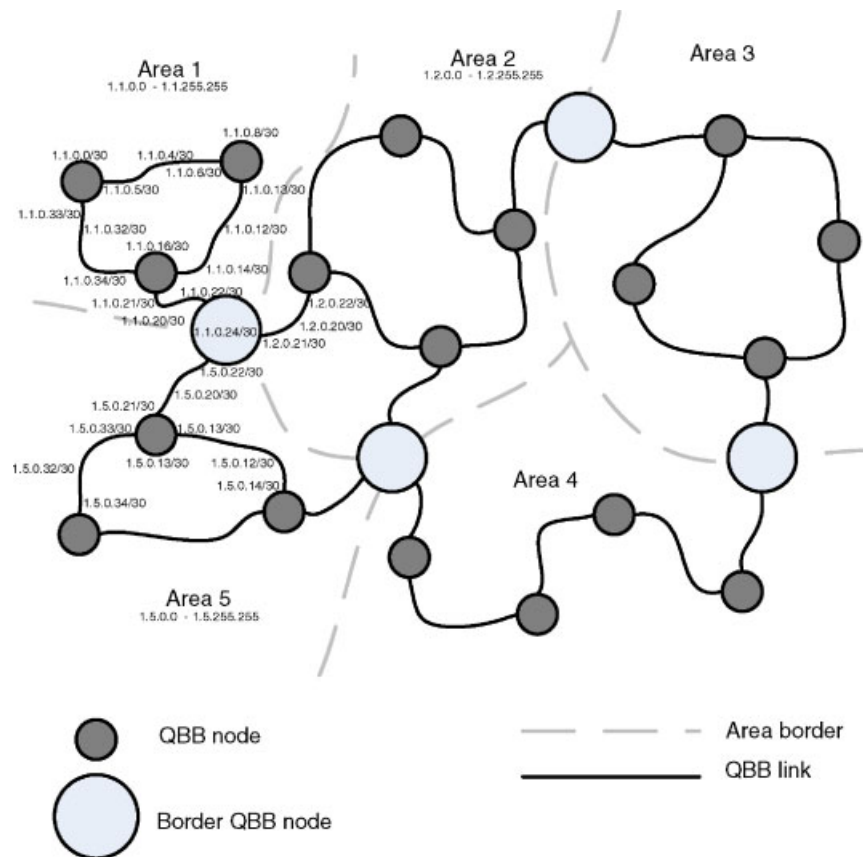 Area 1
1.1.0.0 - 1.1.255.255
Area 2
1.2.0.0 - 1.2.255.255
Area 3
1.1.0.8/30
1.1.0.0/30
1.1.0.4/30
1.1.0.6/30
1.1.0.5/30
1.1.0.13/30
1.1.0.33/30
1.1.0.32/30
1.1.0.12/30
1.1.0.16/30
1.1.0.34/30
1.1.0.14/30
1.1.0.22/30
1.1.0.21/30
1.1.0.20/30
1.1.0.24/30
1.2.0.22/30
1.2.0.20/30
1.2.0.21/30
1.5.0.22/30
1.5.0.20/30
1.5.0.21/30
1.5.0.33/30
1.5.0.13/30
1.5.0.13/30
1.5.0.12/30
1.5.0.32/30
1.5.0.14/30
1.5.0.34/30
Area 4
Area 5
1.5.0.0 - 1.5.255.255
QBB node
Area border
QBB link
Border QBB node